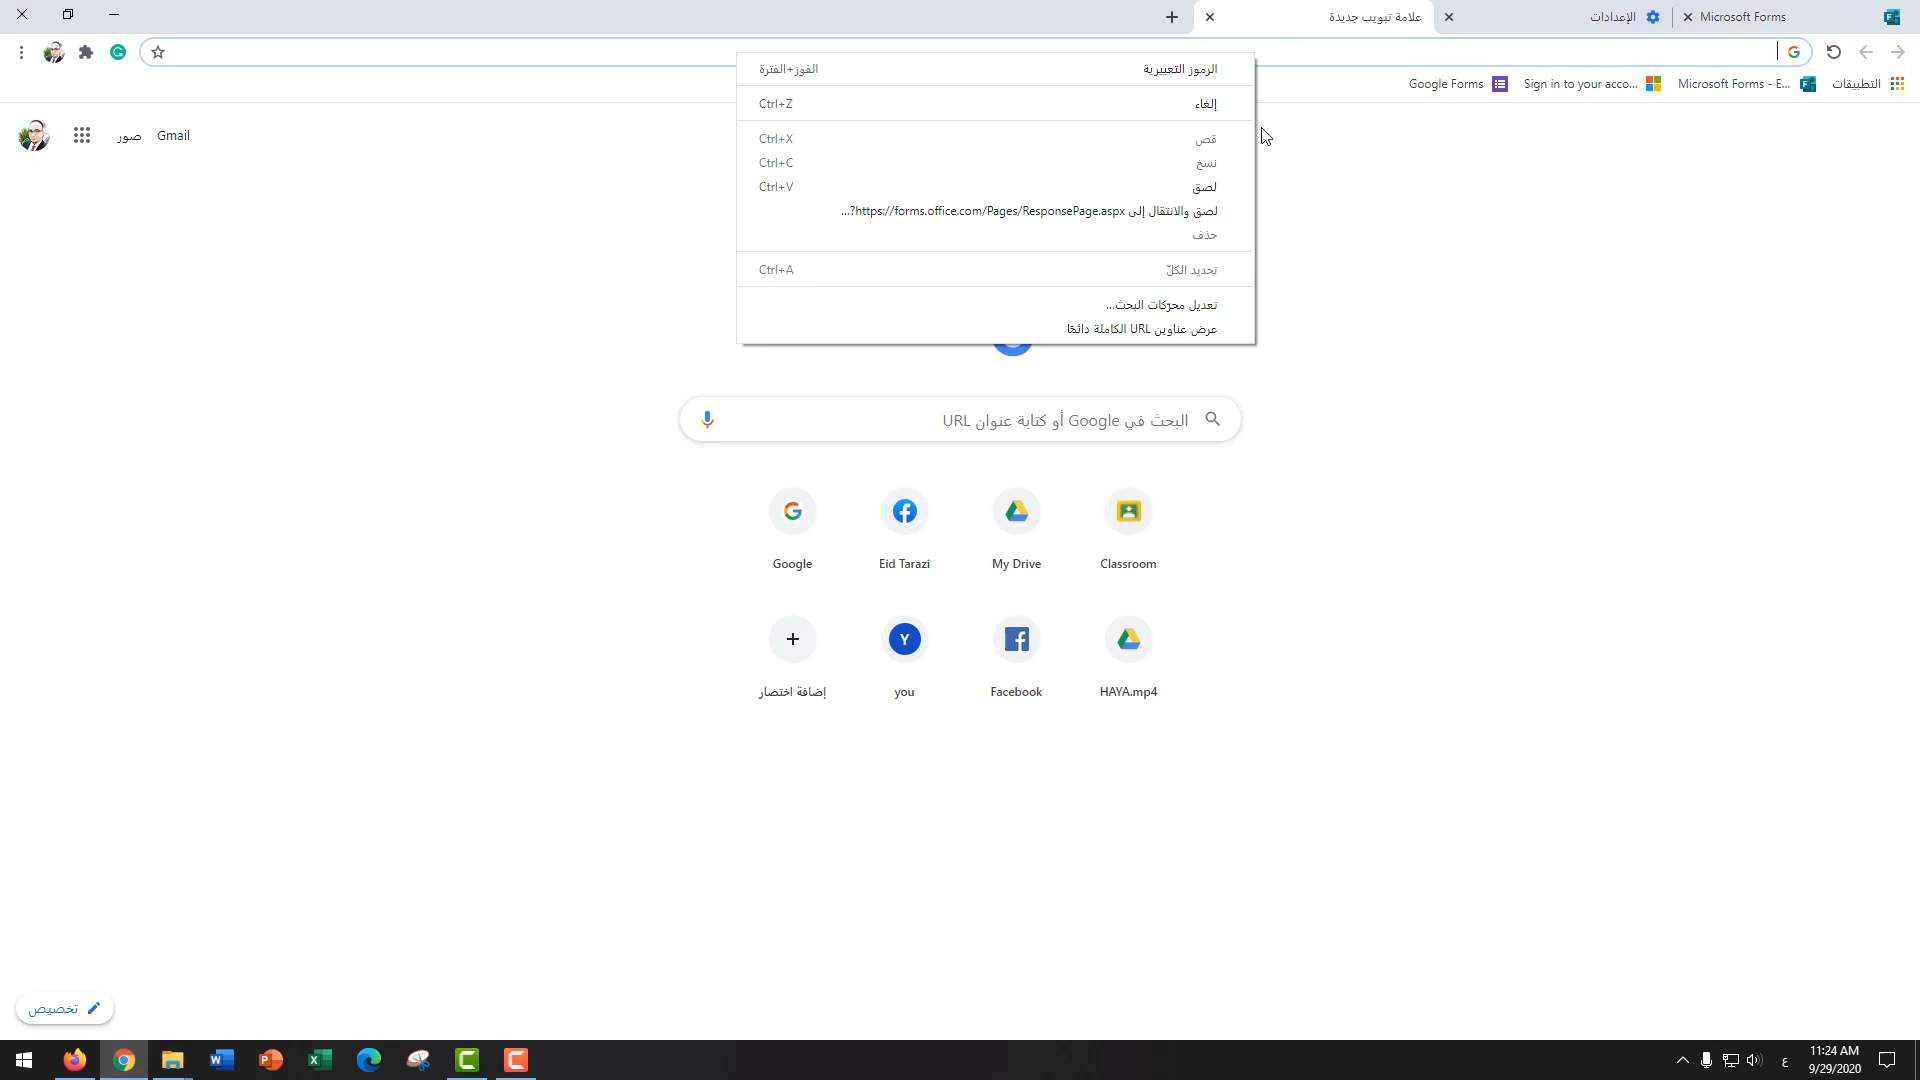 Microsoft Forms
الإعدادات
علامة تبويب جديدة
التطبيقات
Microsoft Forms - E...
Sign in to your acco...
Google Forms
Gmail
صور
الرموز التعبيرية
الفوز+الفترة
إلغاء
Ctrl+Z
قص
Ctrl+X
نسخ
Ctrl+C
لصق
Ctrl+V
لصق والانتقال إلى https://forms.office.com/Pages/ResponsePage.aspx?...
حذف
تحديد الكلّ
Ctrl+A
تعديل محرّكات البحث...
عرض عناوين URL الكاملة دائمًا
البحث في Google أو كتابة عنوان URL
Classroom
My Drive
Eid Tarazi
Google
HAYA.mp4
Facebook
Y
you
إضافة اختصار
تخصيص
ع
11:24 AM
9/29/2020